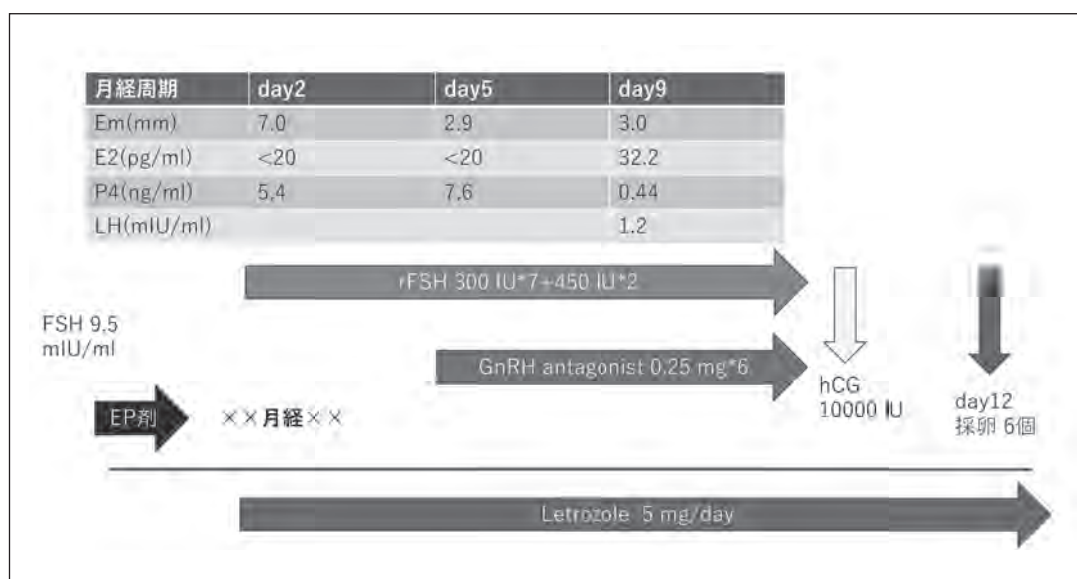 月経周期 day2 day5 day9
Em(mm) 7.0 2.9 3.0
E2(pg/ml) <20 <20 32.2
P4(ng/ml) 5.4 7.6 0.44
LH(mIU/ml) 1.2
rFSH 300 IU*7+450 IU*2
FSH 9.5
mIU/ml
GnRH antagonist 0.25 mg*6
hCG
10000 IU
day12
採卵 6個
EP剤
××月経××
Letrozole 5 mg/day